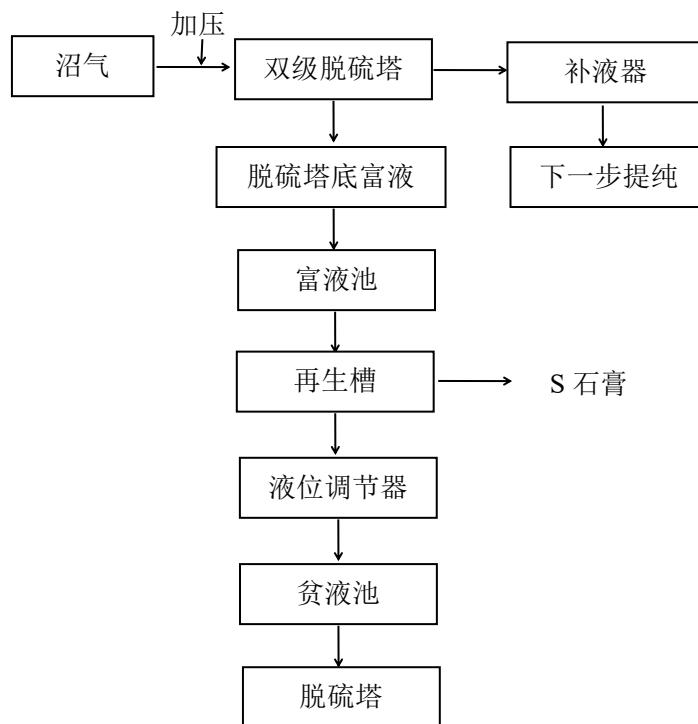 加压
沼气
双级脱硫塔
补液器
脱硫塔底富液
下一步提纯
富液池
再生槽
S 石膏
液位调节器
贫液池
脱硫塔